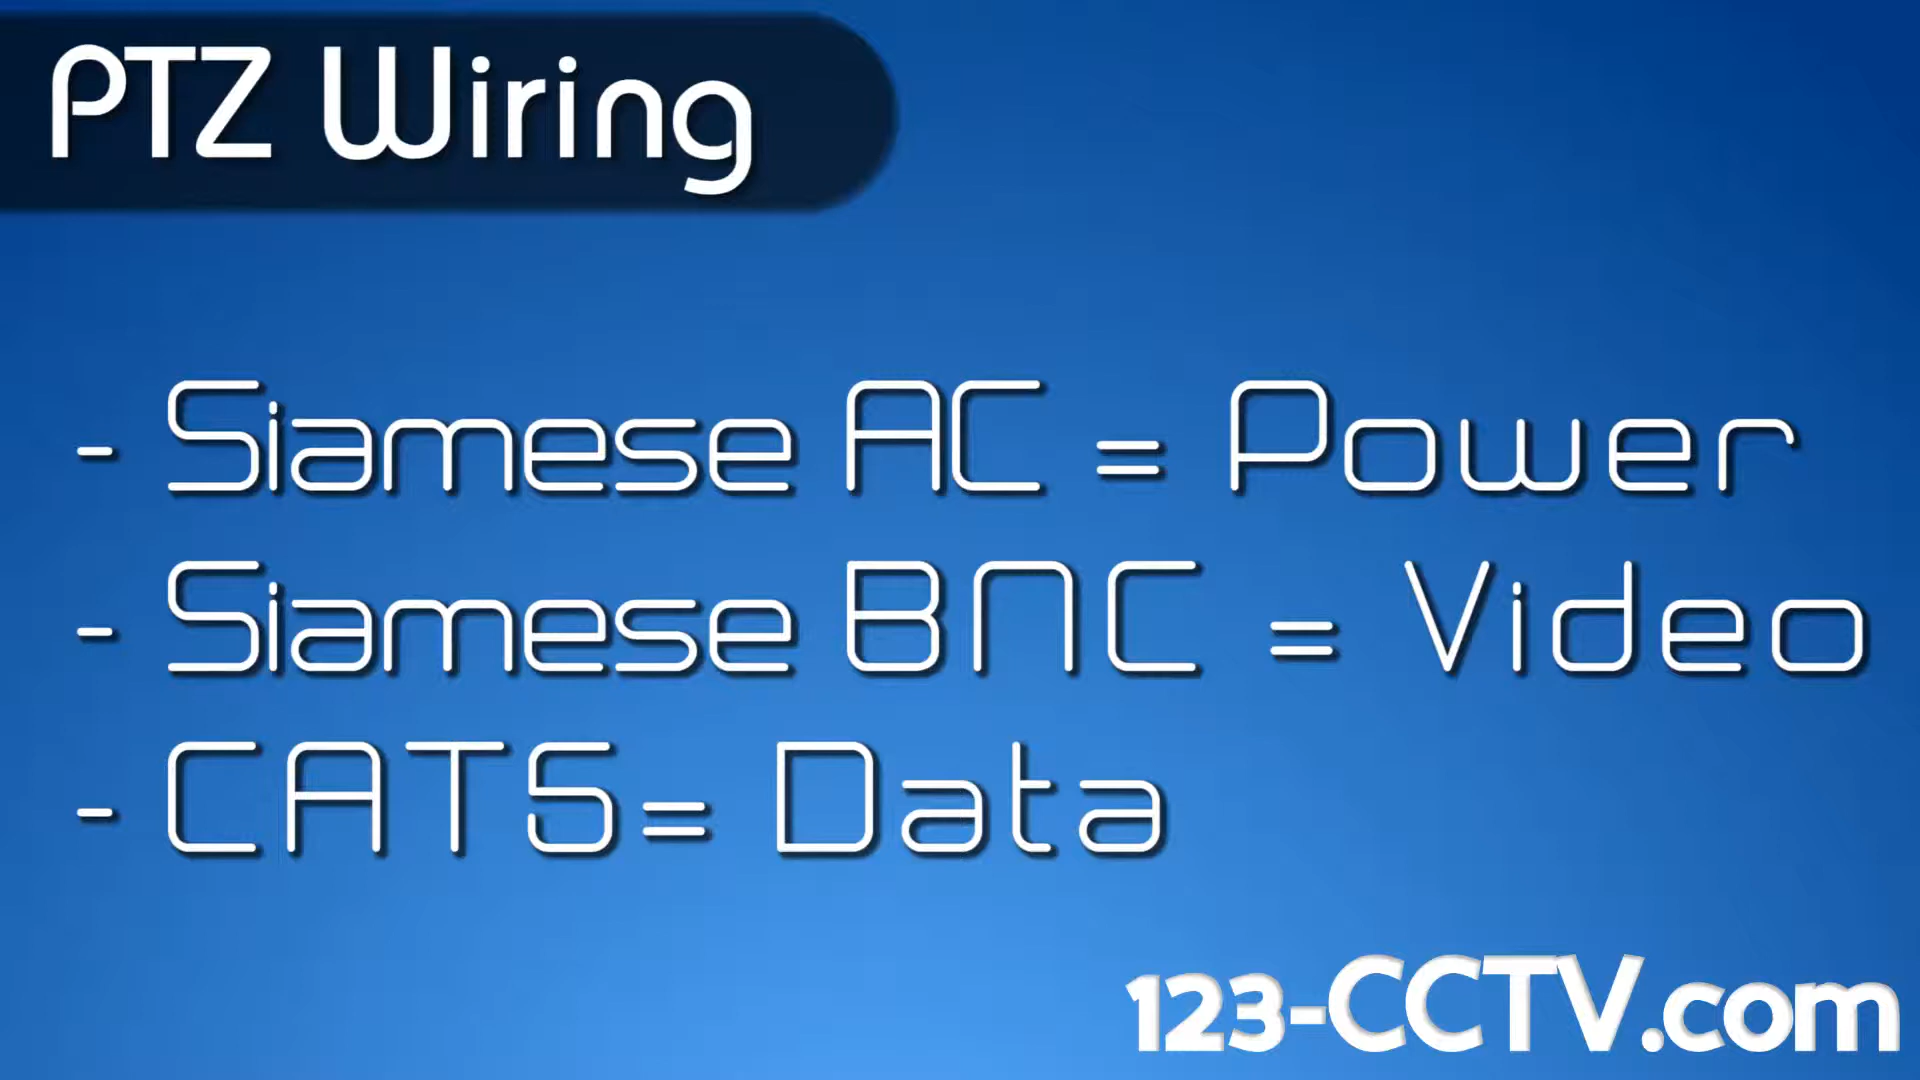 PTZ Wiring
- Siamese AC = Power
- Siamese BNC = Video
- CAT5= Data
123-CCTV.com